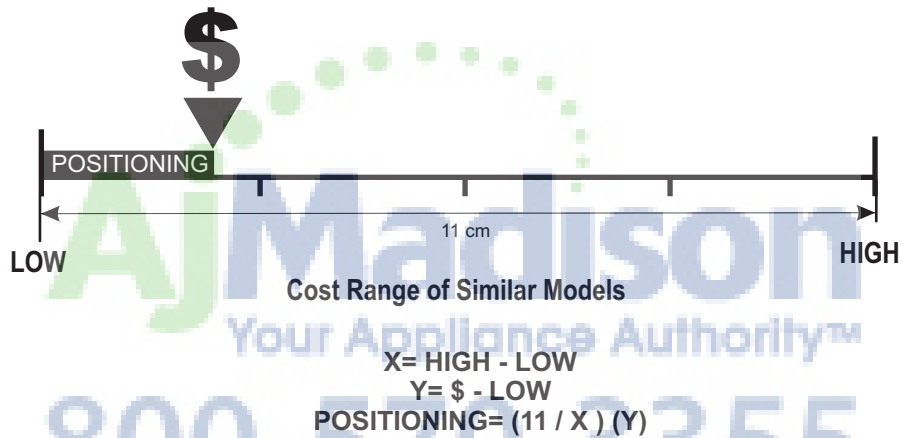 $
POSITIONING
11 cm
LOW
HIGH
Cost Range of Similar Models
AjMadison
Your Appliance Authority™
X= HIGH - LOW
Y= $ - LOW
POSITIONING= (11 / X ) (Y)